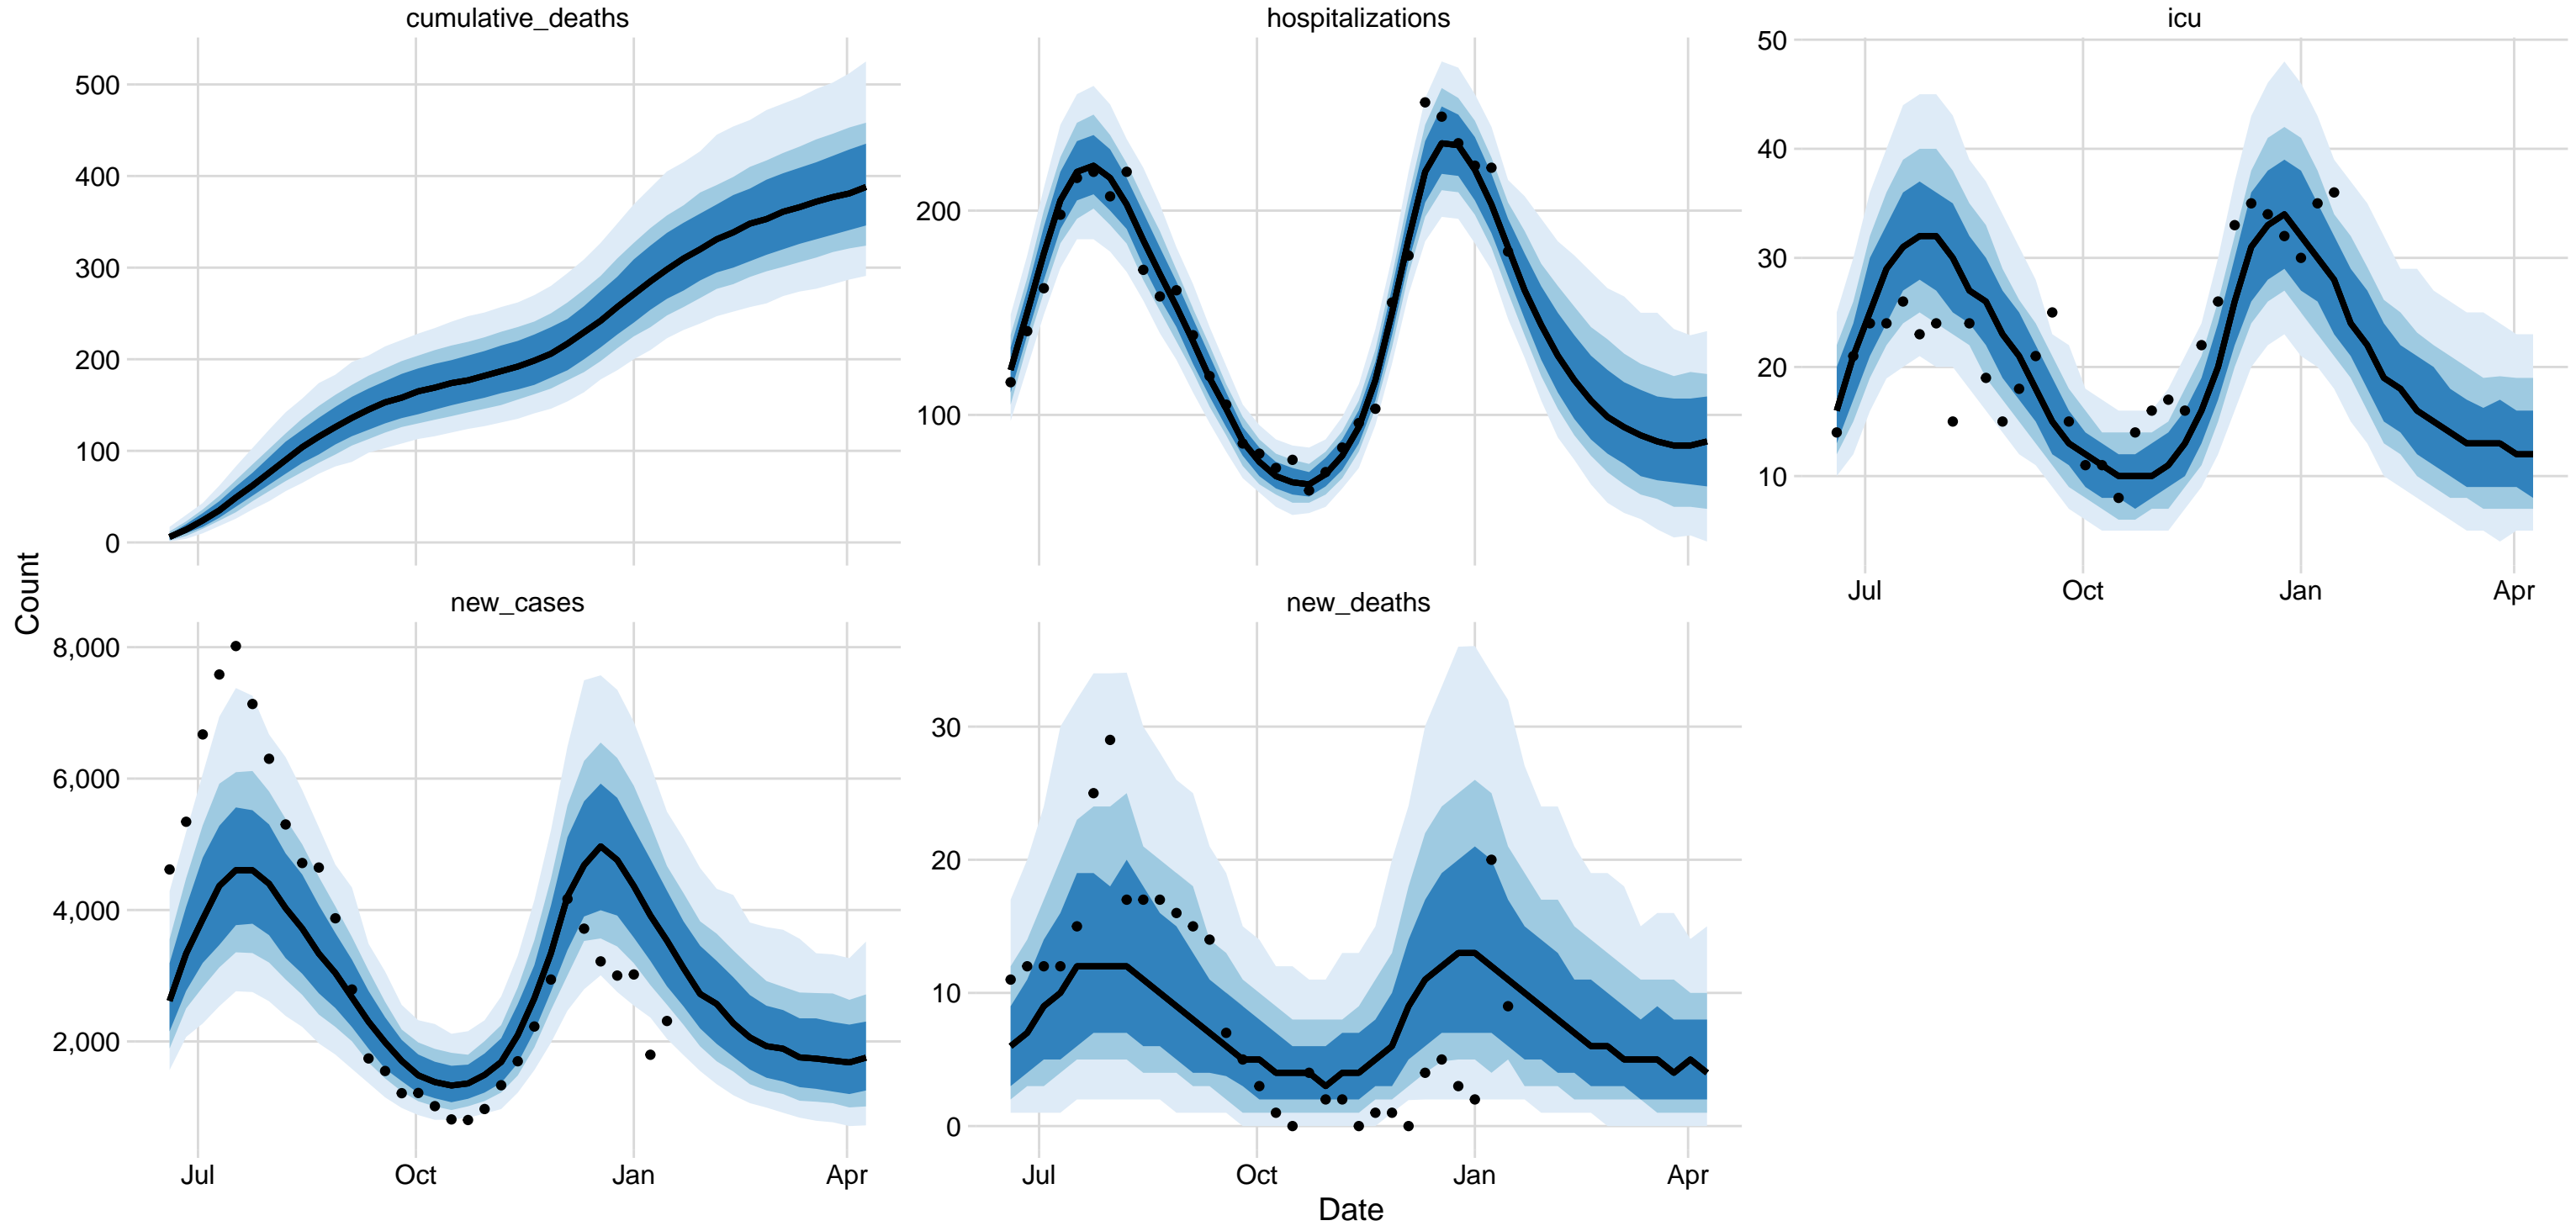 cumulative_deaths
hospitalizations
icu
500
400
300
200
100
0
200
100
50
40
30
20
10
Jul Oct Jan Apr
Count
new_cases
new_deaths
8,000
6,000
4,000
2,000
30
20
10
0
Jul Oct Jan Apr
Jul Oct Jan Apr
Date